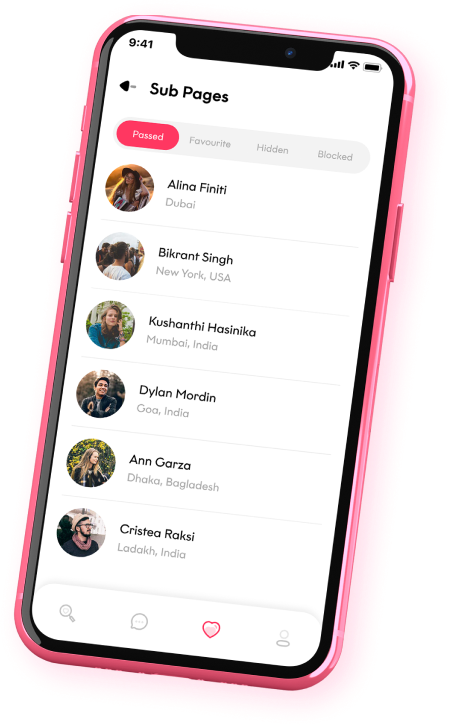 9:41
Sub Pages
Passed Favourite Hidden Blocked
Alina Finiti
Dubai
Bikrant Singh
New York, USA
Kushanthi Hasinika
Mumbai, India
Dylan Mordin
Goa, India
Ann Garza
Dhaka, Bagladesh
Cristea Raksi
Ladakh, India